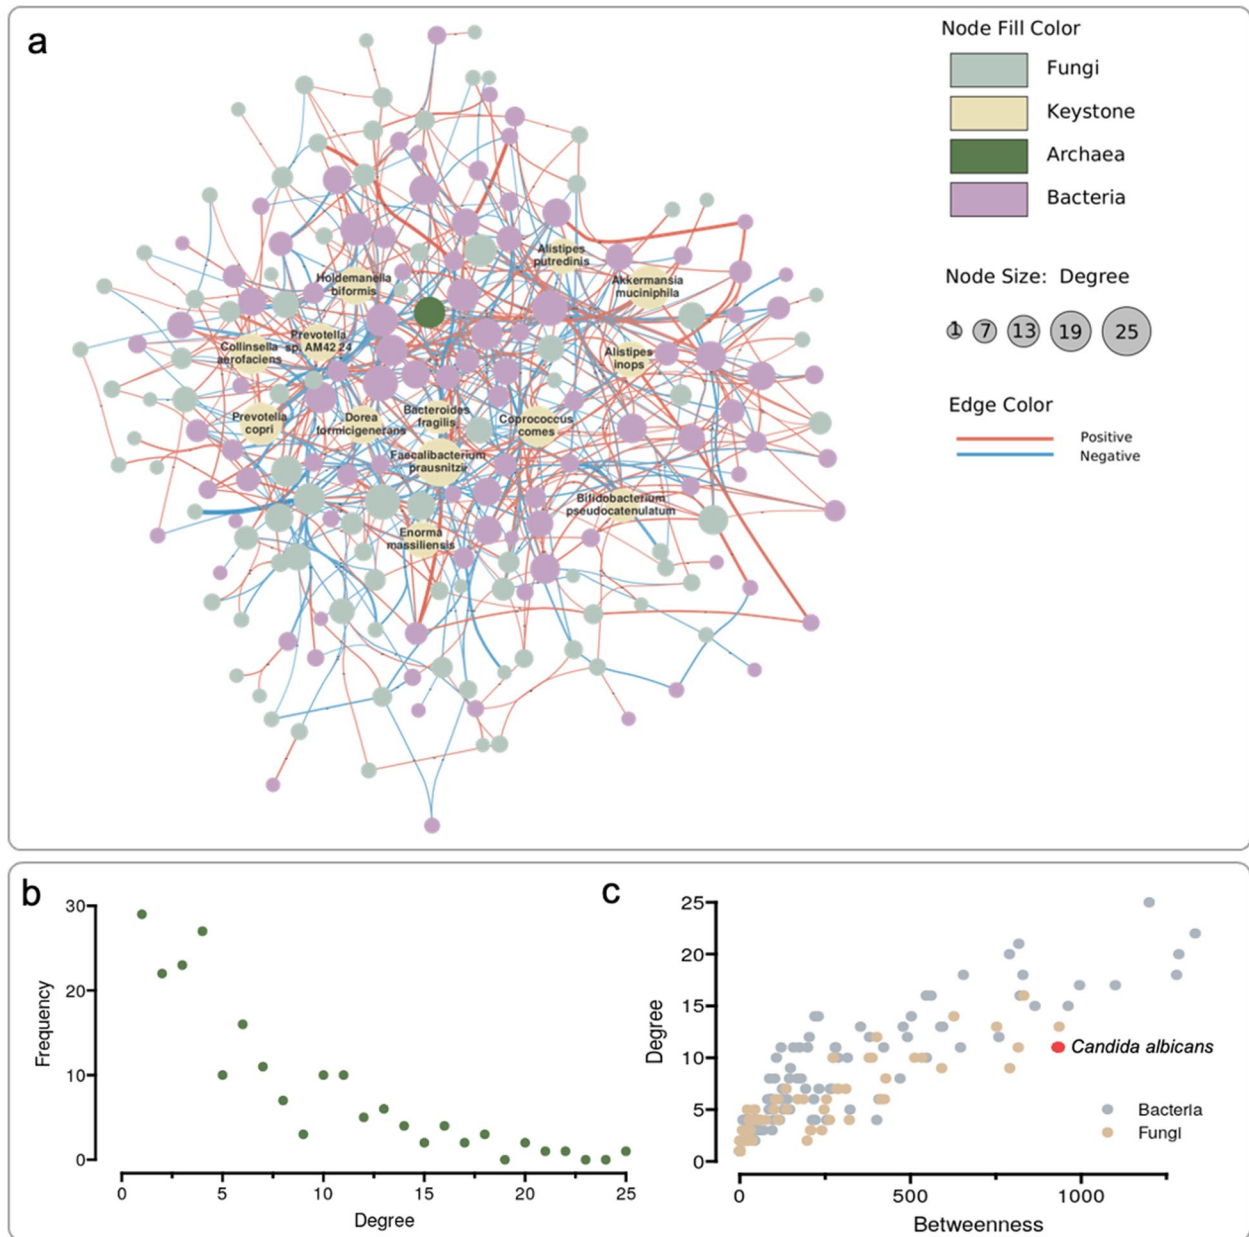 a
Node Fill Color
Fungi
Keystone
Archaea
Bacteria
Node Size: Degree
1 7 13 19 25
Edge Color
Positive
Negative
Alistipes
putredinis
Holdemanella
biformis
Akkermansia
muciniphila
Prevotella
sp. AM42 24
Collinsella
aerofaciens
Alistipes
inops
Prevotella
copri
Dorea
formicigenerans
Bacteroides
fragilis
Coprococcus
comes
Faecalibacterium
prausnitzii
Bifidobacterium
pseudocatenulatum
Enorma
massiliensis
b
Frequency
30
20
10
0
0 5 10 15 20 25
Degree
c
Degree
25
20
15
10
5
0
Candida albicans
Bacteria
Fungi
0 500 1000
Betweenness